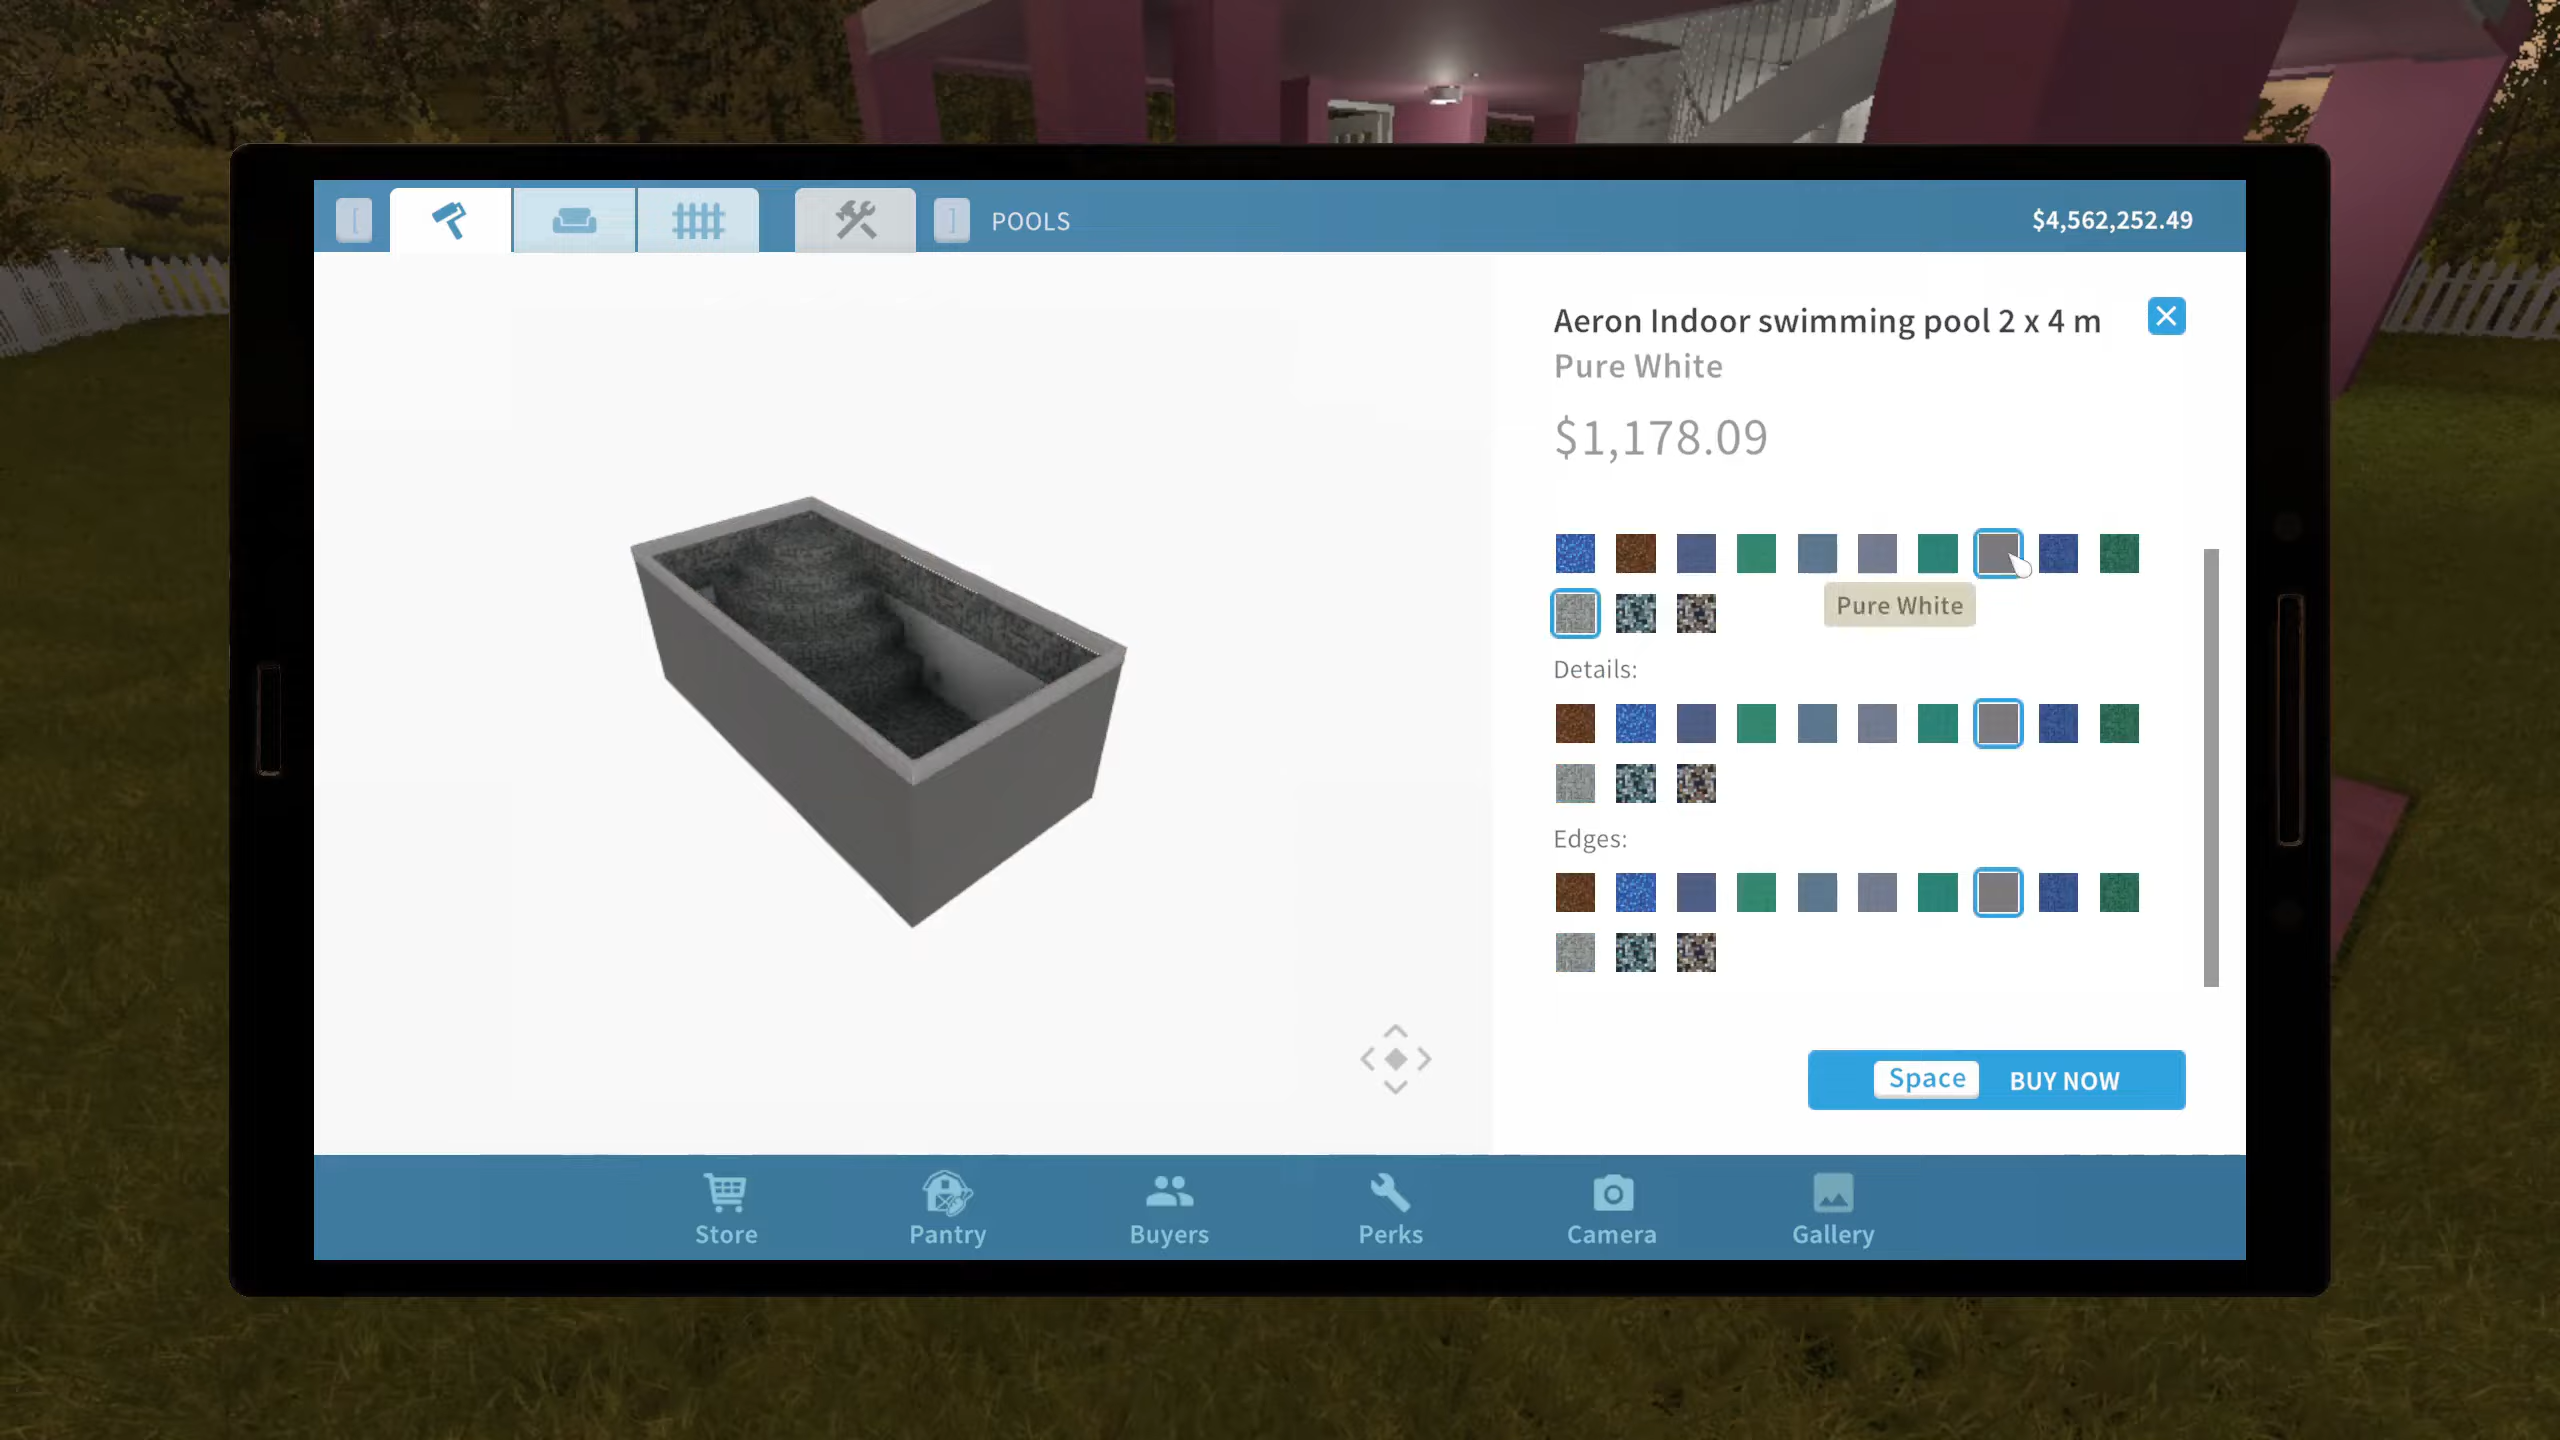 [
]
POOLS
$4,562,252.49
Aeron Indoor swimming pool 2 x 4 m
Pure White
$1,178.09
Pure White
Details:
Edges:
Space
BUY NOW
Store
Pantry
Buyers
Perks
Camera
Gallery